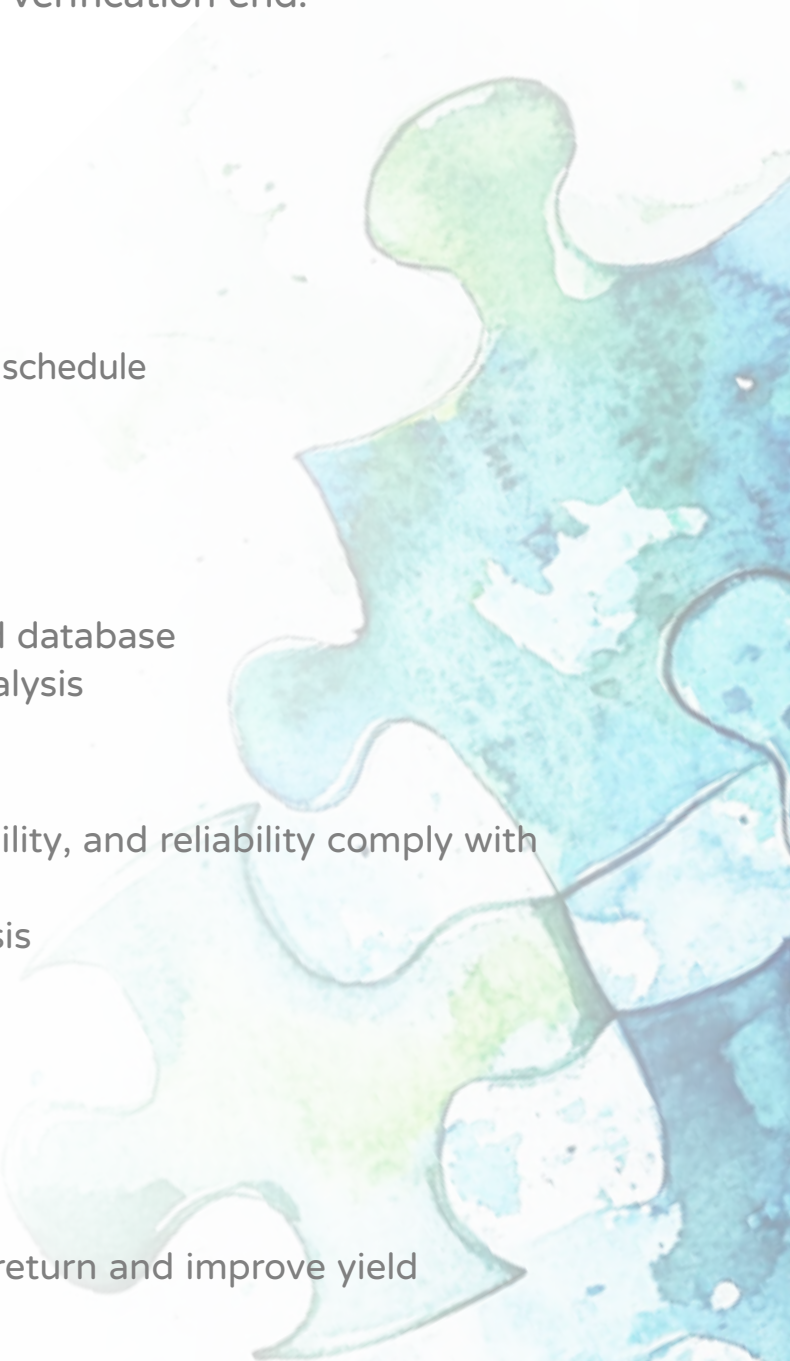 verification end.
schedule
database
alysis
ility, and reliability comply with
sis
return and improve yield